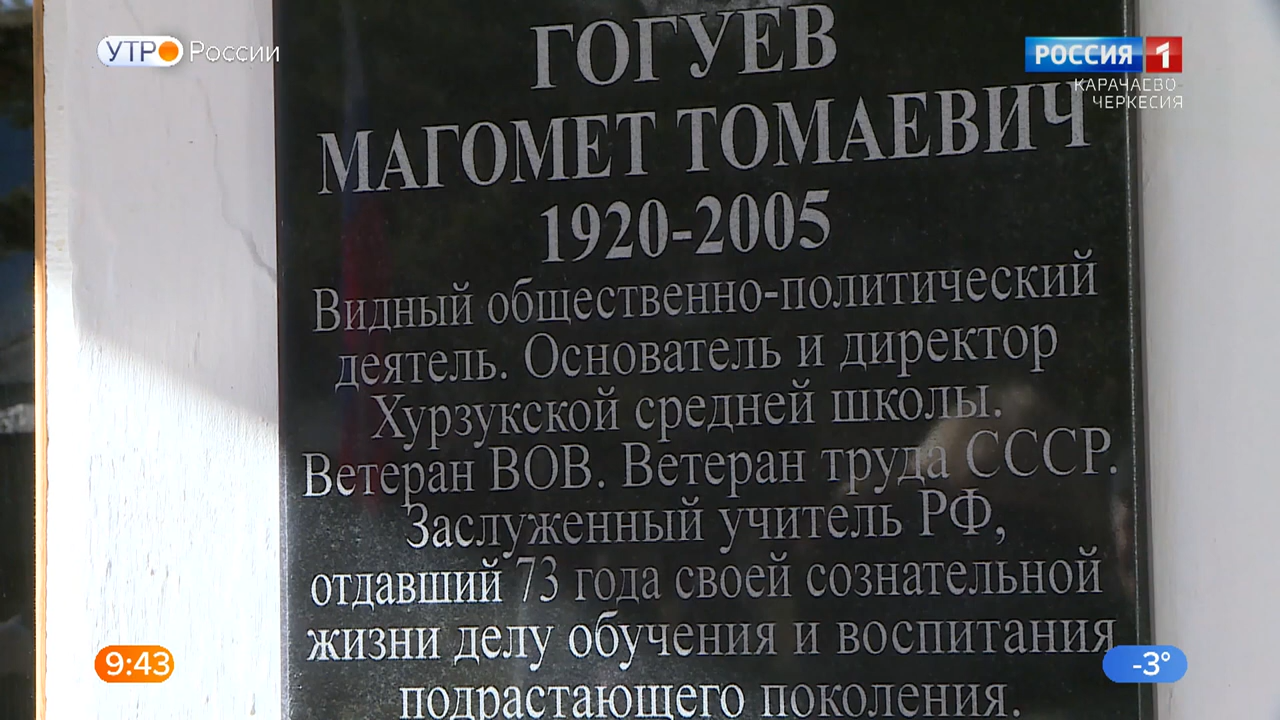 УТРО России
РОССИЯ 1
КАРАЧАЕВО-
ЧЕРКЕСИЯ
ГОГУЕВ
МАГОМЕТ ТОМАЕВИЧ
1920-2005
Видный общественно-политический
деятель. Основатель и директор
Хурзукской средней школы.
Ветеран ВОВ. Ветеран труда СССР.
Заслуженный учитель РФ,
отдавший 73 года своей сознательной
жизни делу обучения и воспитания
подрастающего поколения.
9:43
-3°